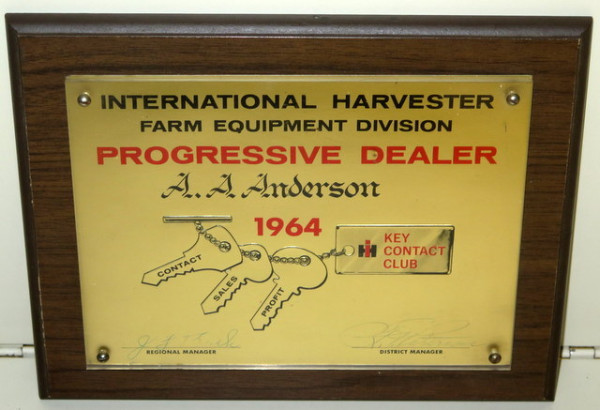 INTERNATIONAL HARVESTER
FARM EQUIPMENT DIVISION
PROGRESSIVE DEALER
A. A. Anderson
1964
CONTACT
SALES
PROFIT
IH
KEY
CONTACT
CLUB
REGIONAL MANAGER
DISTRICT MANAGER